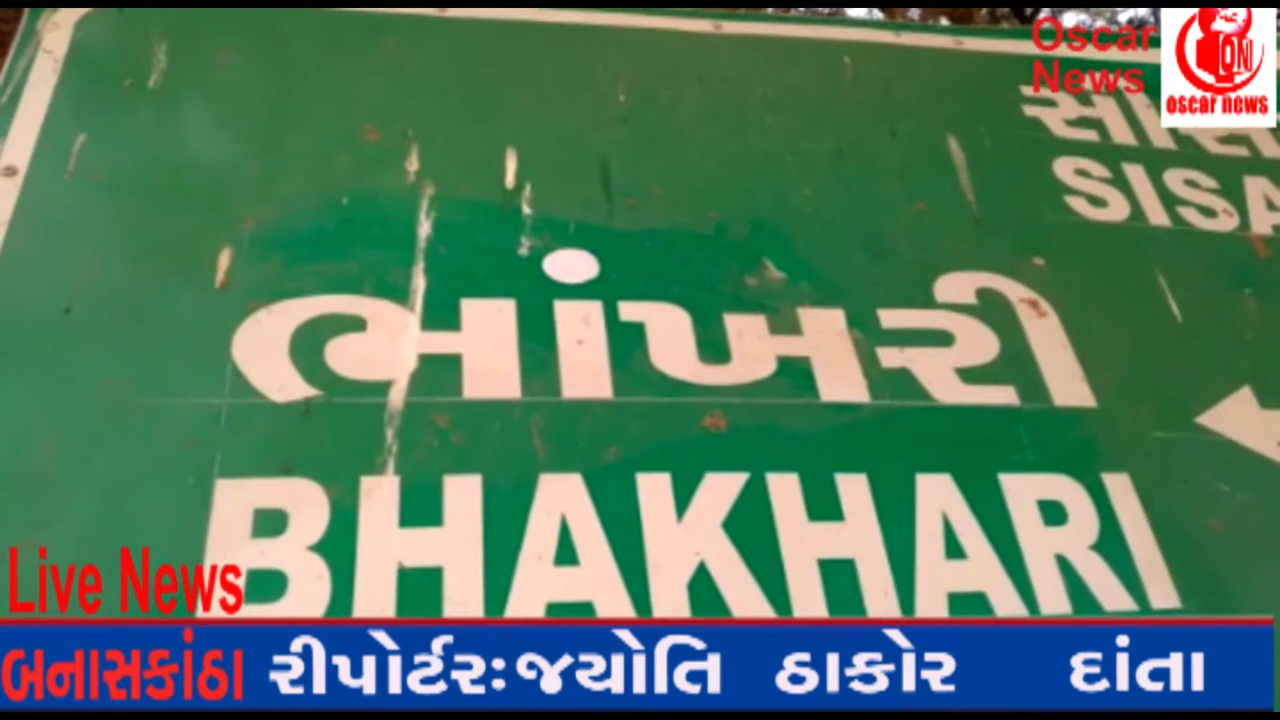 Oscar
News
oscar news
SISA
ભાંખરી
BHAKHARI
Live News
બનાસકાંઠા રીપોર્ટર:જયોતિ ઠાકોર દાંતા